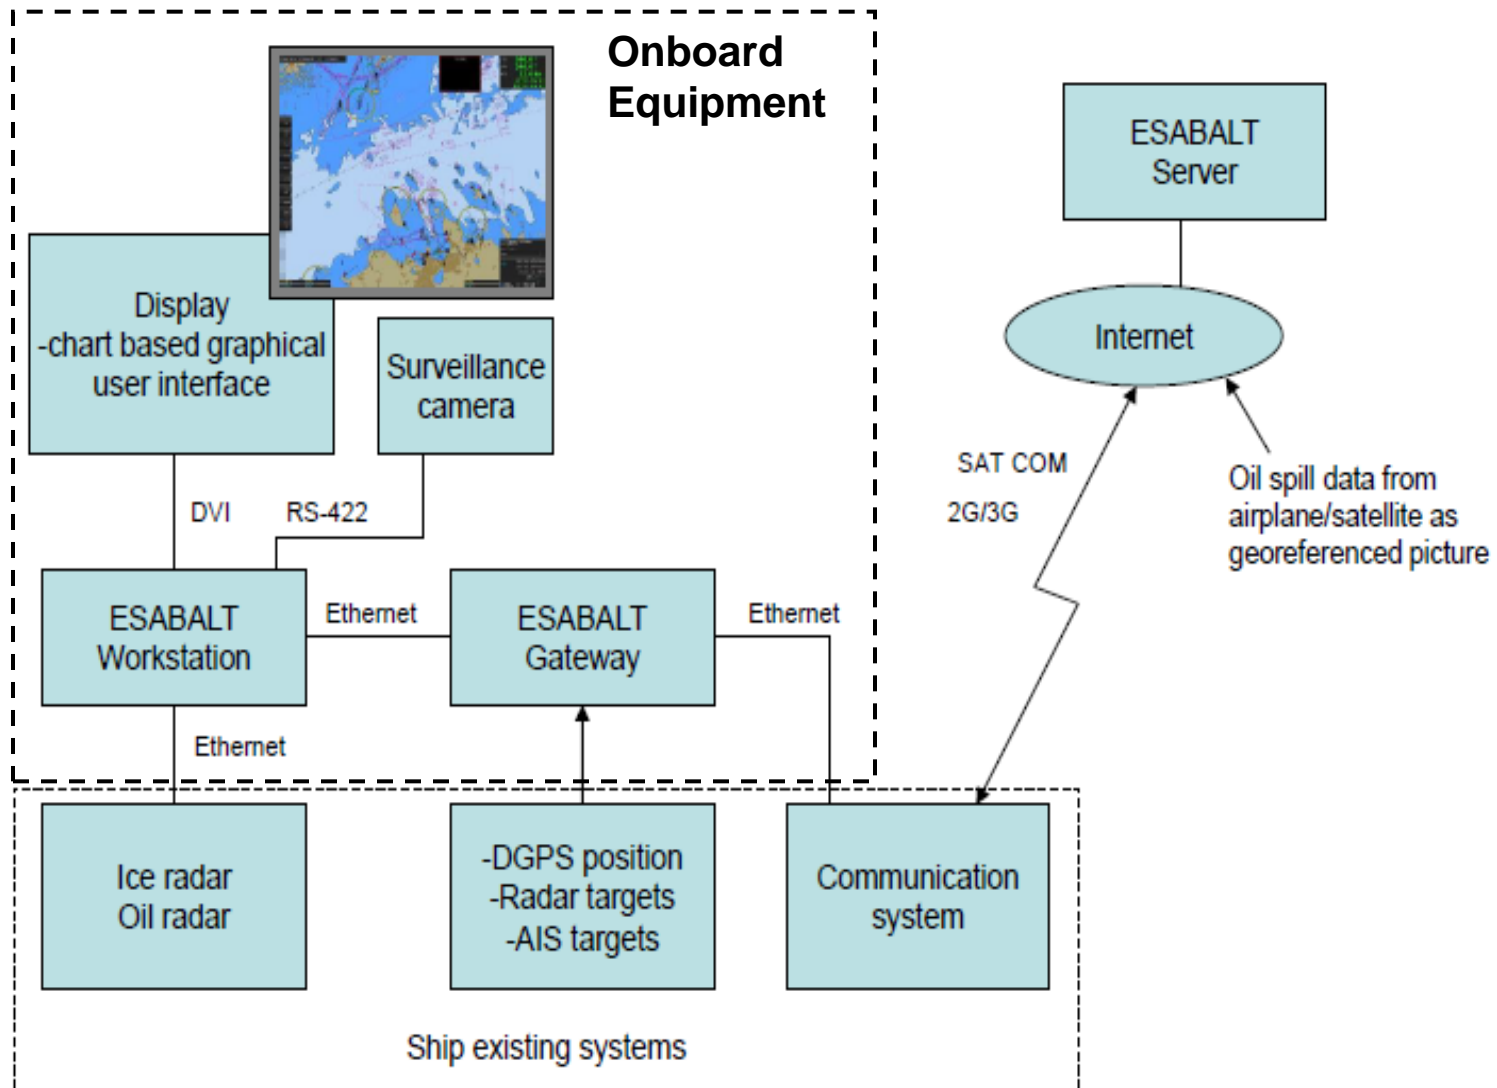 Onboard
Equipment
ESABALT
Server
Display
-chart based graphical
user interface
Surveillance
camera
Internet
SAT COM
2G/3G
Oil spill data from
airplane/satellite as
georeferenced picture
DVI
RS-422
ESABALT
Workstation
Ethernet
ESABALT
Gateway
Ethernet
Ethernet
Ice radar
Oil radar
-DGPS position
-Radar targets
-AIS targets
Communication
system
Ship existing systems